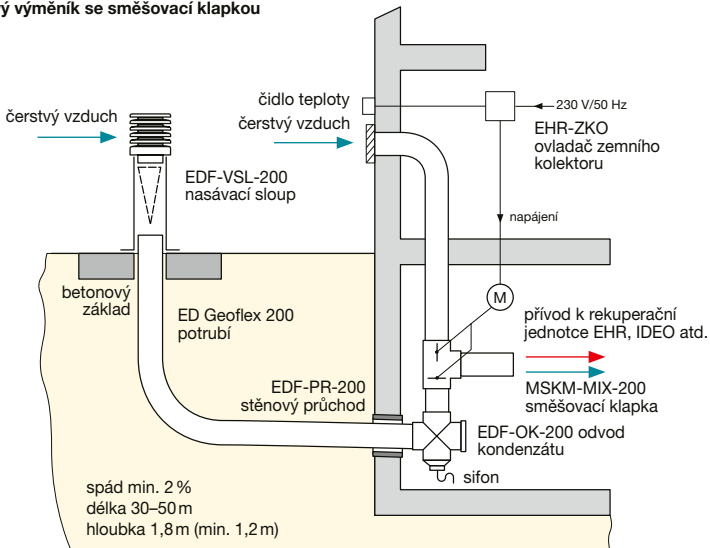 vý výměník se směšovací klapkou
čerstvý vzduch
čidlo teploty
čerstvý vzduch
230 V/50 Hz
EHR-ZKO
ovladač zemního
kolektoru
EDF-VSL-200
nasávací sloup
napájení
betonový
základ
ED Geoflex 200
potrubí
M
přívod k rekuperační
jednotce EHR, IDEO atd.
EDF-PR-200
stěnový průchod
MSKM-MIX-200
směšovací klapka
EDF-OK-200 odvod
kondenzátu
sifon
spád min. 2 %
délka 30–50 m
hloubka 1,8 m (min. 1,2 m)